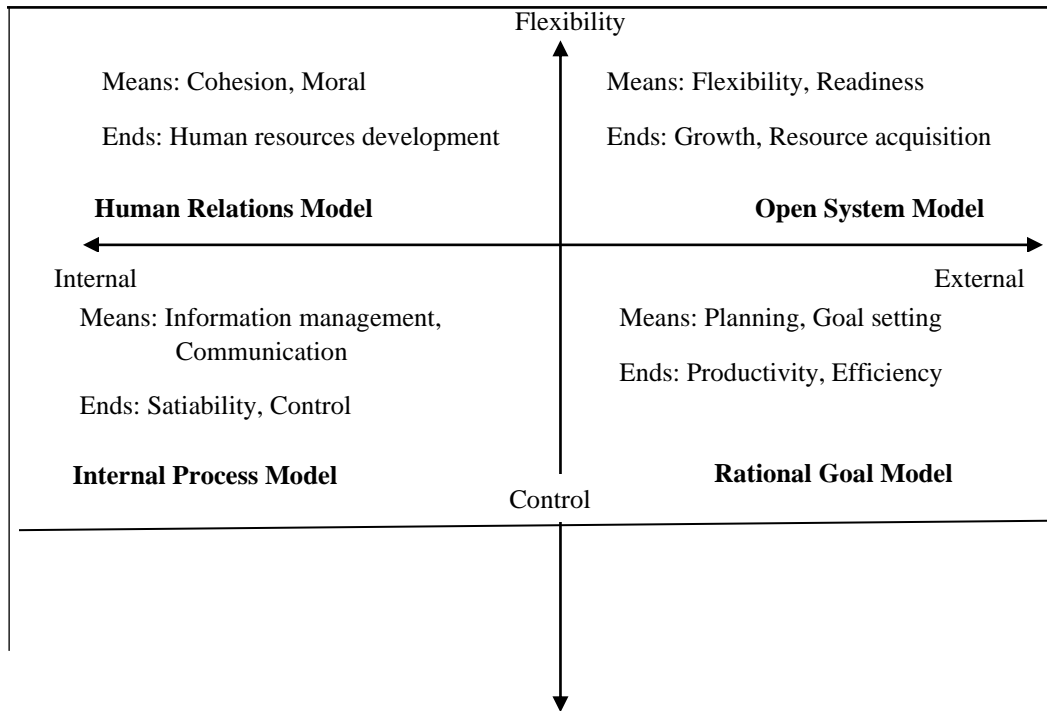 Flexibility
Means: Cohesion, Moral
Ends: Human resources development
Human Relations Model
Means: Flexibility, Readiness
Ends: Growth, Resource acquisition
Open System Model
Internal
External
Means: Information management,
Communication
Ends: Satiability, Control
Internal Process Model
Means: Planning, Goal setting
Ends: Productivity, Efficiency
Rational Goal Model
Control